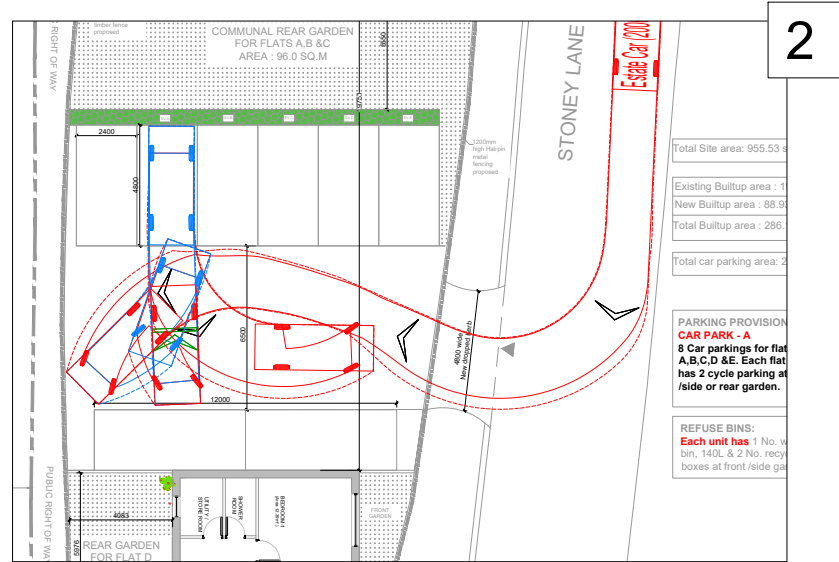 2
timber fence
proposed
COMMUNAL REAR GARDEN
FOR FLATS A,B &C
AREA : 96.0 SQ.M
RIGHT OF WAY
STONEY LANE
Estate Car (200
2400
4800
1200mm
high Hairpin
metal
fencing
proposed
Total Site area: 955.53 s
Existing Builtup area : 1
New Builtup area : 88.9
Total Builtup area : 286.
Total car parking area: 2
6500
4800 wide
New dropped kerb
12000
PARKING PROVISION
CAR PARK - A
8 Car parkings for flat
A,B,C,D &E. Each flat
has 2 cycle parking at
/side or rear garden.
REFUSE BINS:
Each unit has 1 No. w
bin, 140L & 2 No. recy
boxes at front /side ga
PUBLIC RIGHT OF WAY
4083
5976
UTILITY /
STORE ROOM
SHOWER
ROOM
BEDROOM-1
FRONT
GARDEN
REAR GARDEN
FOR FLAT D